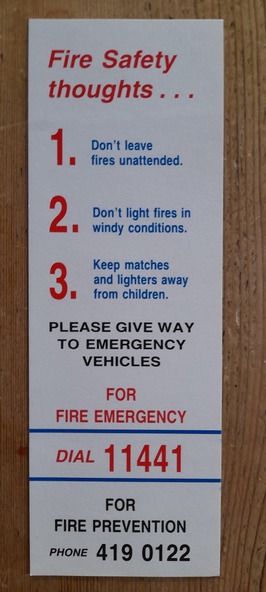 Fire Safety
thoughts . . .
1. Don't leave
fires unattended.
2. Don't light fires in
windy conditions.
3. Keep matches
and lighters away
from children.
PLEASE GIVE WAY
TO EMERGENCY
VEHICLES
FOR
FIRE EMERGENCY
DIAL 11441
FOR
FIRE PREVENTION
PHONE 419 0122